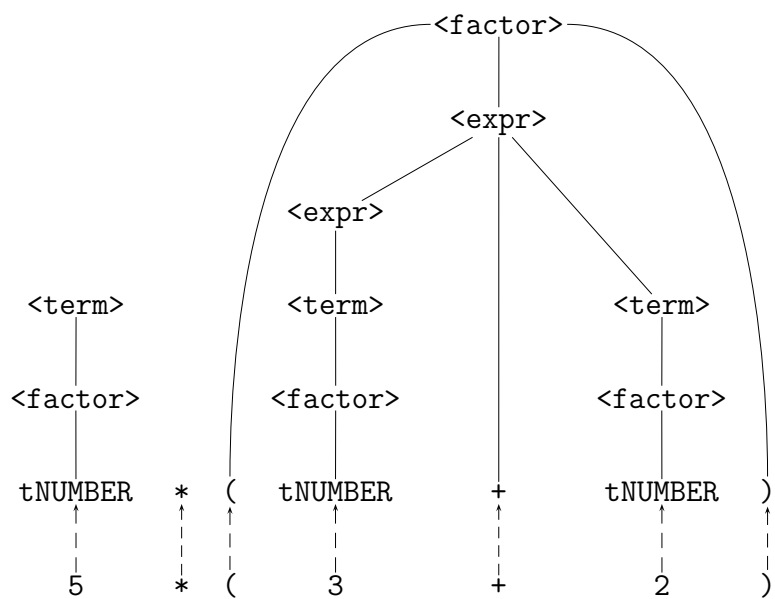 <factor>
<expr>
<expr>
<term> <term> <term>
<factor> <factor> <factor>
tNUMBER * ( tNUMBER + tNUMBER )
5 * ( 3 + 2 )